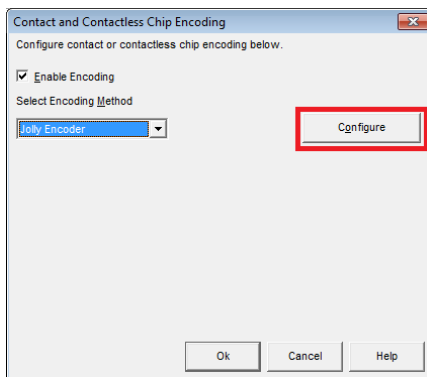 Contact and Contactless Chip Encoding
Configure contact or contactless chip encoding below.
Enable Encoding
Select Encoding Method
Jolly Encoder
Configure
Ok Cancel Help